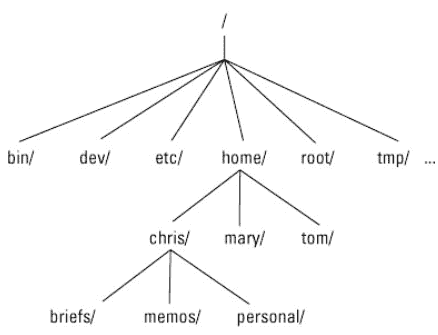 /
bin/ dev/ etc/ home/ root/ tmp/ ...
chris/ mary/ tom/
briefs/ memos/ personal/